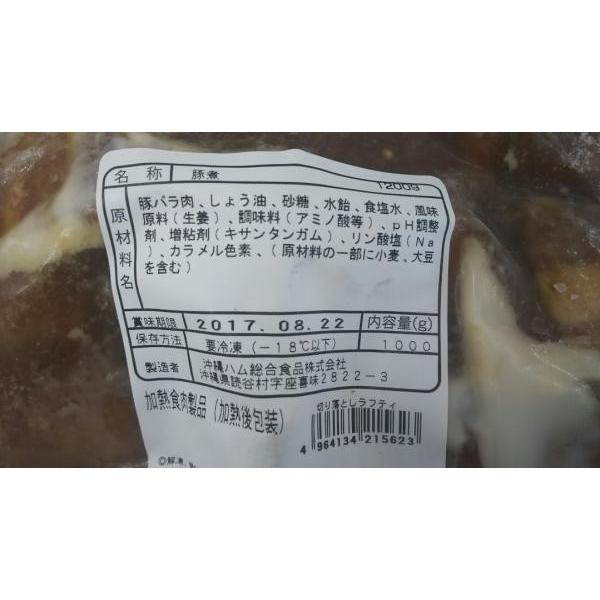 名 称 豚煮 1200g
原材料名
豚バラ肉、しょう油、砂糖、水飴、食塩水、風味
原料(生姜)、調味料(アミノ酸等)、pH調整
剤、増粘剤(キサンタンガム)、リン酸塩(Na
)、カラメル色素、(原材料の一部に小麦、大豆
を含む)
賞味期限 2017.08.22 内容量(g)
保存方法 要冷凍(-18℃以下) 1000
製造者 沖縄ハム総合食品株式会社
沖縄県読谷村字座喜味2822-3
加熱食肉製品(加熱後包装)
切り落としラフティ
4 964134 215623
◎解凍